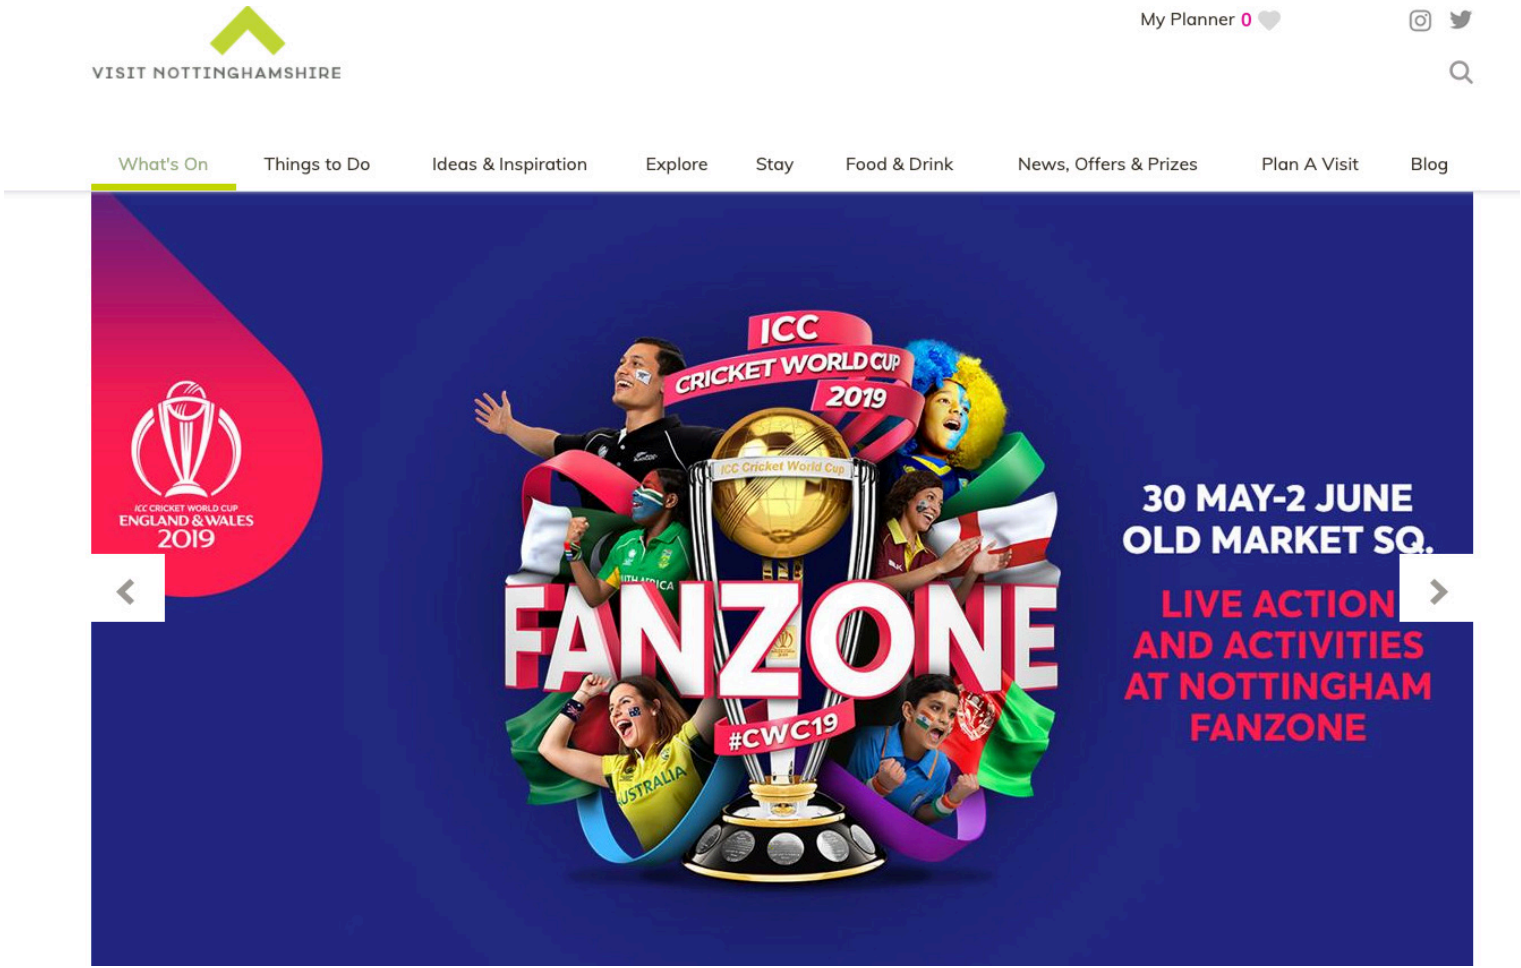 My Planner 0
VISIT NOTTINGHAMSHIRE
What's On Things to Do Ideas & Inspiration Explore Stay Food & Drink News, Offers & Prizes Plan A Visit Blog
ICC
CRICKET WORLD CUP
2019
ICC Cricket World Cup
ICC CRICKET WORLD CUP
ENGLAND & WALES
2019
30 MAY-2 JUNE
OLD MARKET SQ.
LIVE ACTION
AND ACTIVITIES
AT NOTTINGHAM
FANZONE
FANZONE
#CWC19
USTRALIA